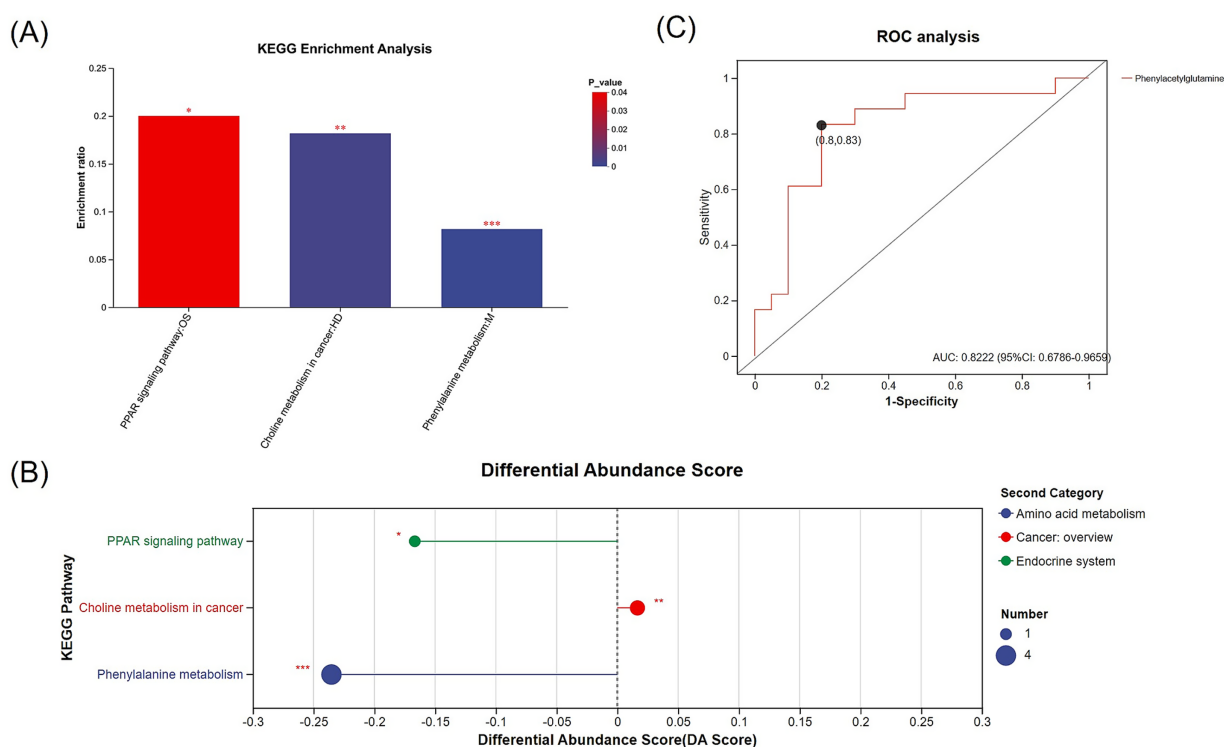 (A)
KEGG Enrichment Analysis
0.25
0.2
0.15
0.1
0.05
0
Enrichment ratio
*
**
***
PPAR signaling pathway:OS
Choline metabolism in cancer:HD
Phenylalanine metabolism:M
P_value
0.04
0.03
0.02
0.01
0
(C)
ROC analysis
Phenylacetylglutamine
1
0.8
0.6
0.4
0.2
0
Sensitivity
(0.8,0.83)
AUC: 0.8222 (95%CI: 0.6786-0.9659)
0 0.2 0.4 0.6 0.8 1
1-Specificity
(B)
Differential Abundance Score
KEGG Pathway
PPAR signaling pathway
*
Choline metabolism in cancer
**
Phenylalanine metabolism
***
-0.3 -0.25 -0.2 -0.15 -0.1 -0.05 0 0.05 0.1 0.15 0.2 0.25 0.3
Differential Abundance Score(DA Score)
Second Category
Amino acid metabolism
Cancer: overview
Endocrine system
Number
1
4